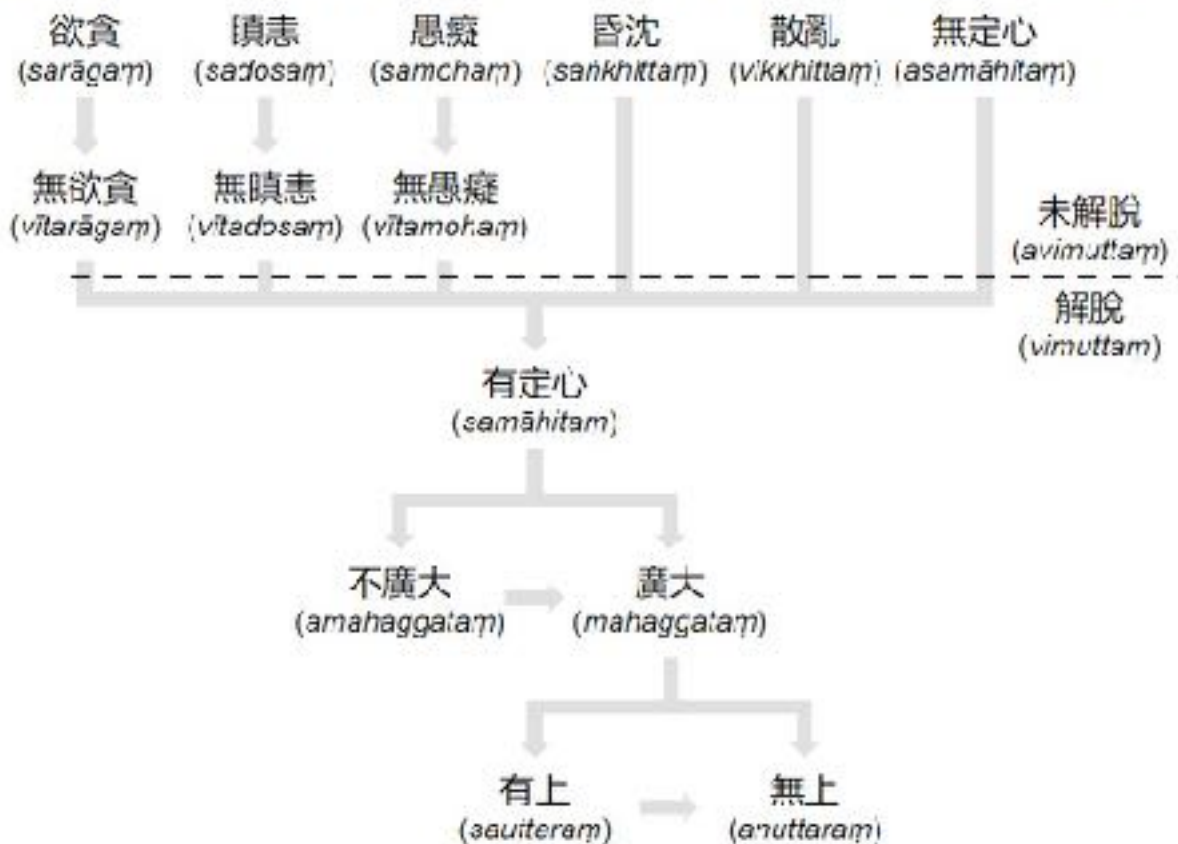 欲貪 瞋恚 愚癡 昏沈 散亂 無定心
(sarāgaṃ) (sadosaṃ) (samohaṃ) (saṅkhittaṃ) (vikkhittaṃ) (asamāhitaṃ)
無欲貪 無瞋恚 無愚癡
(vītarāgaṃ) (vītadosaṃ) (vītamohaṃ)
未解脫
(avimuttaṃ)
解脫
(vimuttaṃ)
有定心
(samāhitaṃ)
不廣大 廣大
(amahaggataṃ) (mahaggataṃ)
有上 無上
(sauttaraṃ) (anuttaraṃ)